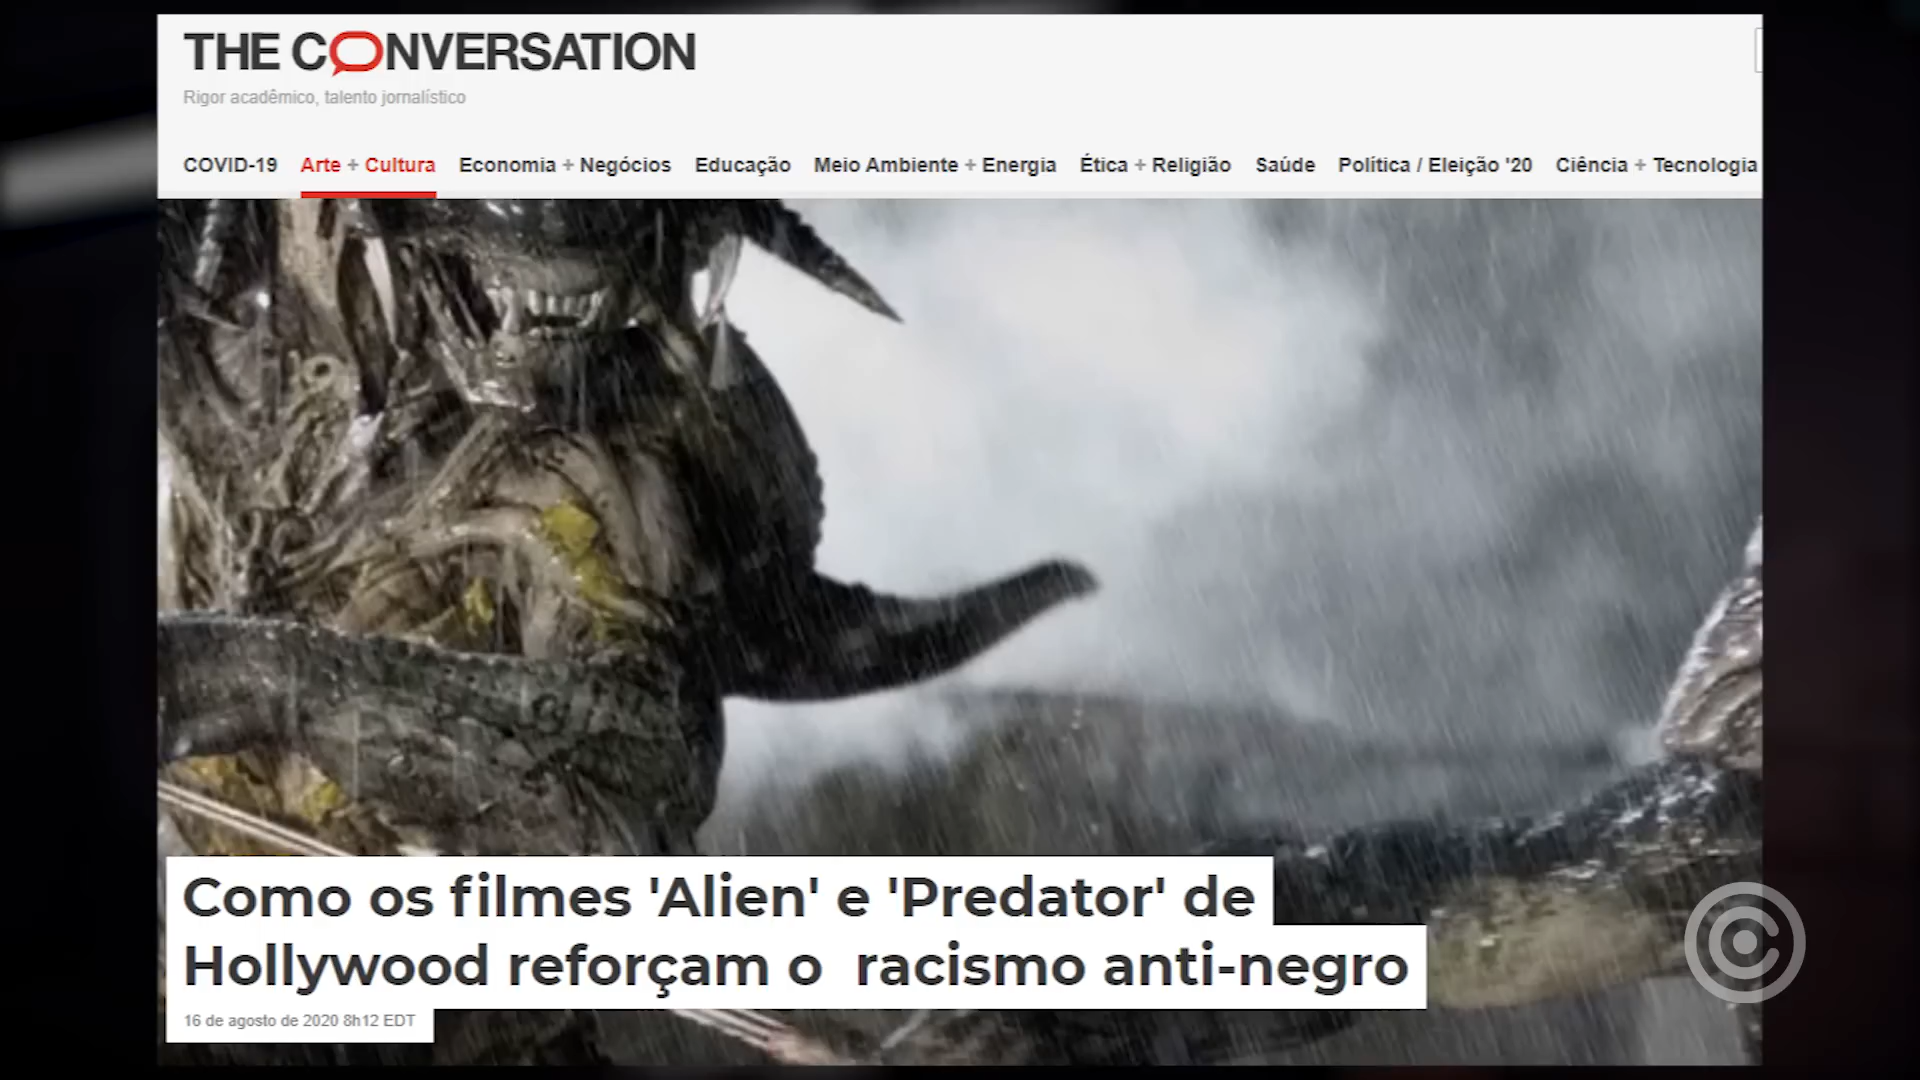 THE CONVERSATION
Rigor acadêmico, talento jornalístico
COVID-19 Arte + Cultura Economia + Negócios Educação Meio Ambiente + Energia Ética + Religião Saúde Política / Eleição '20 Ciência + Tecnologia
Como os filmes 'Alien' e 'Predator' de
Hollywood reforçam o racismo anti-negro
16 de agosto de 2020 8h12 EDT